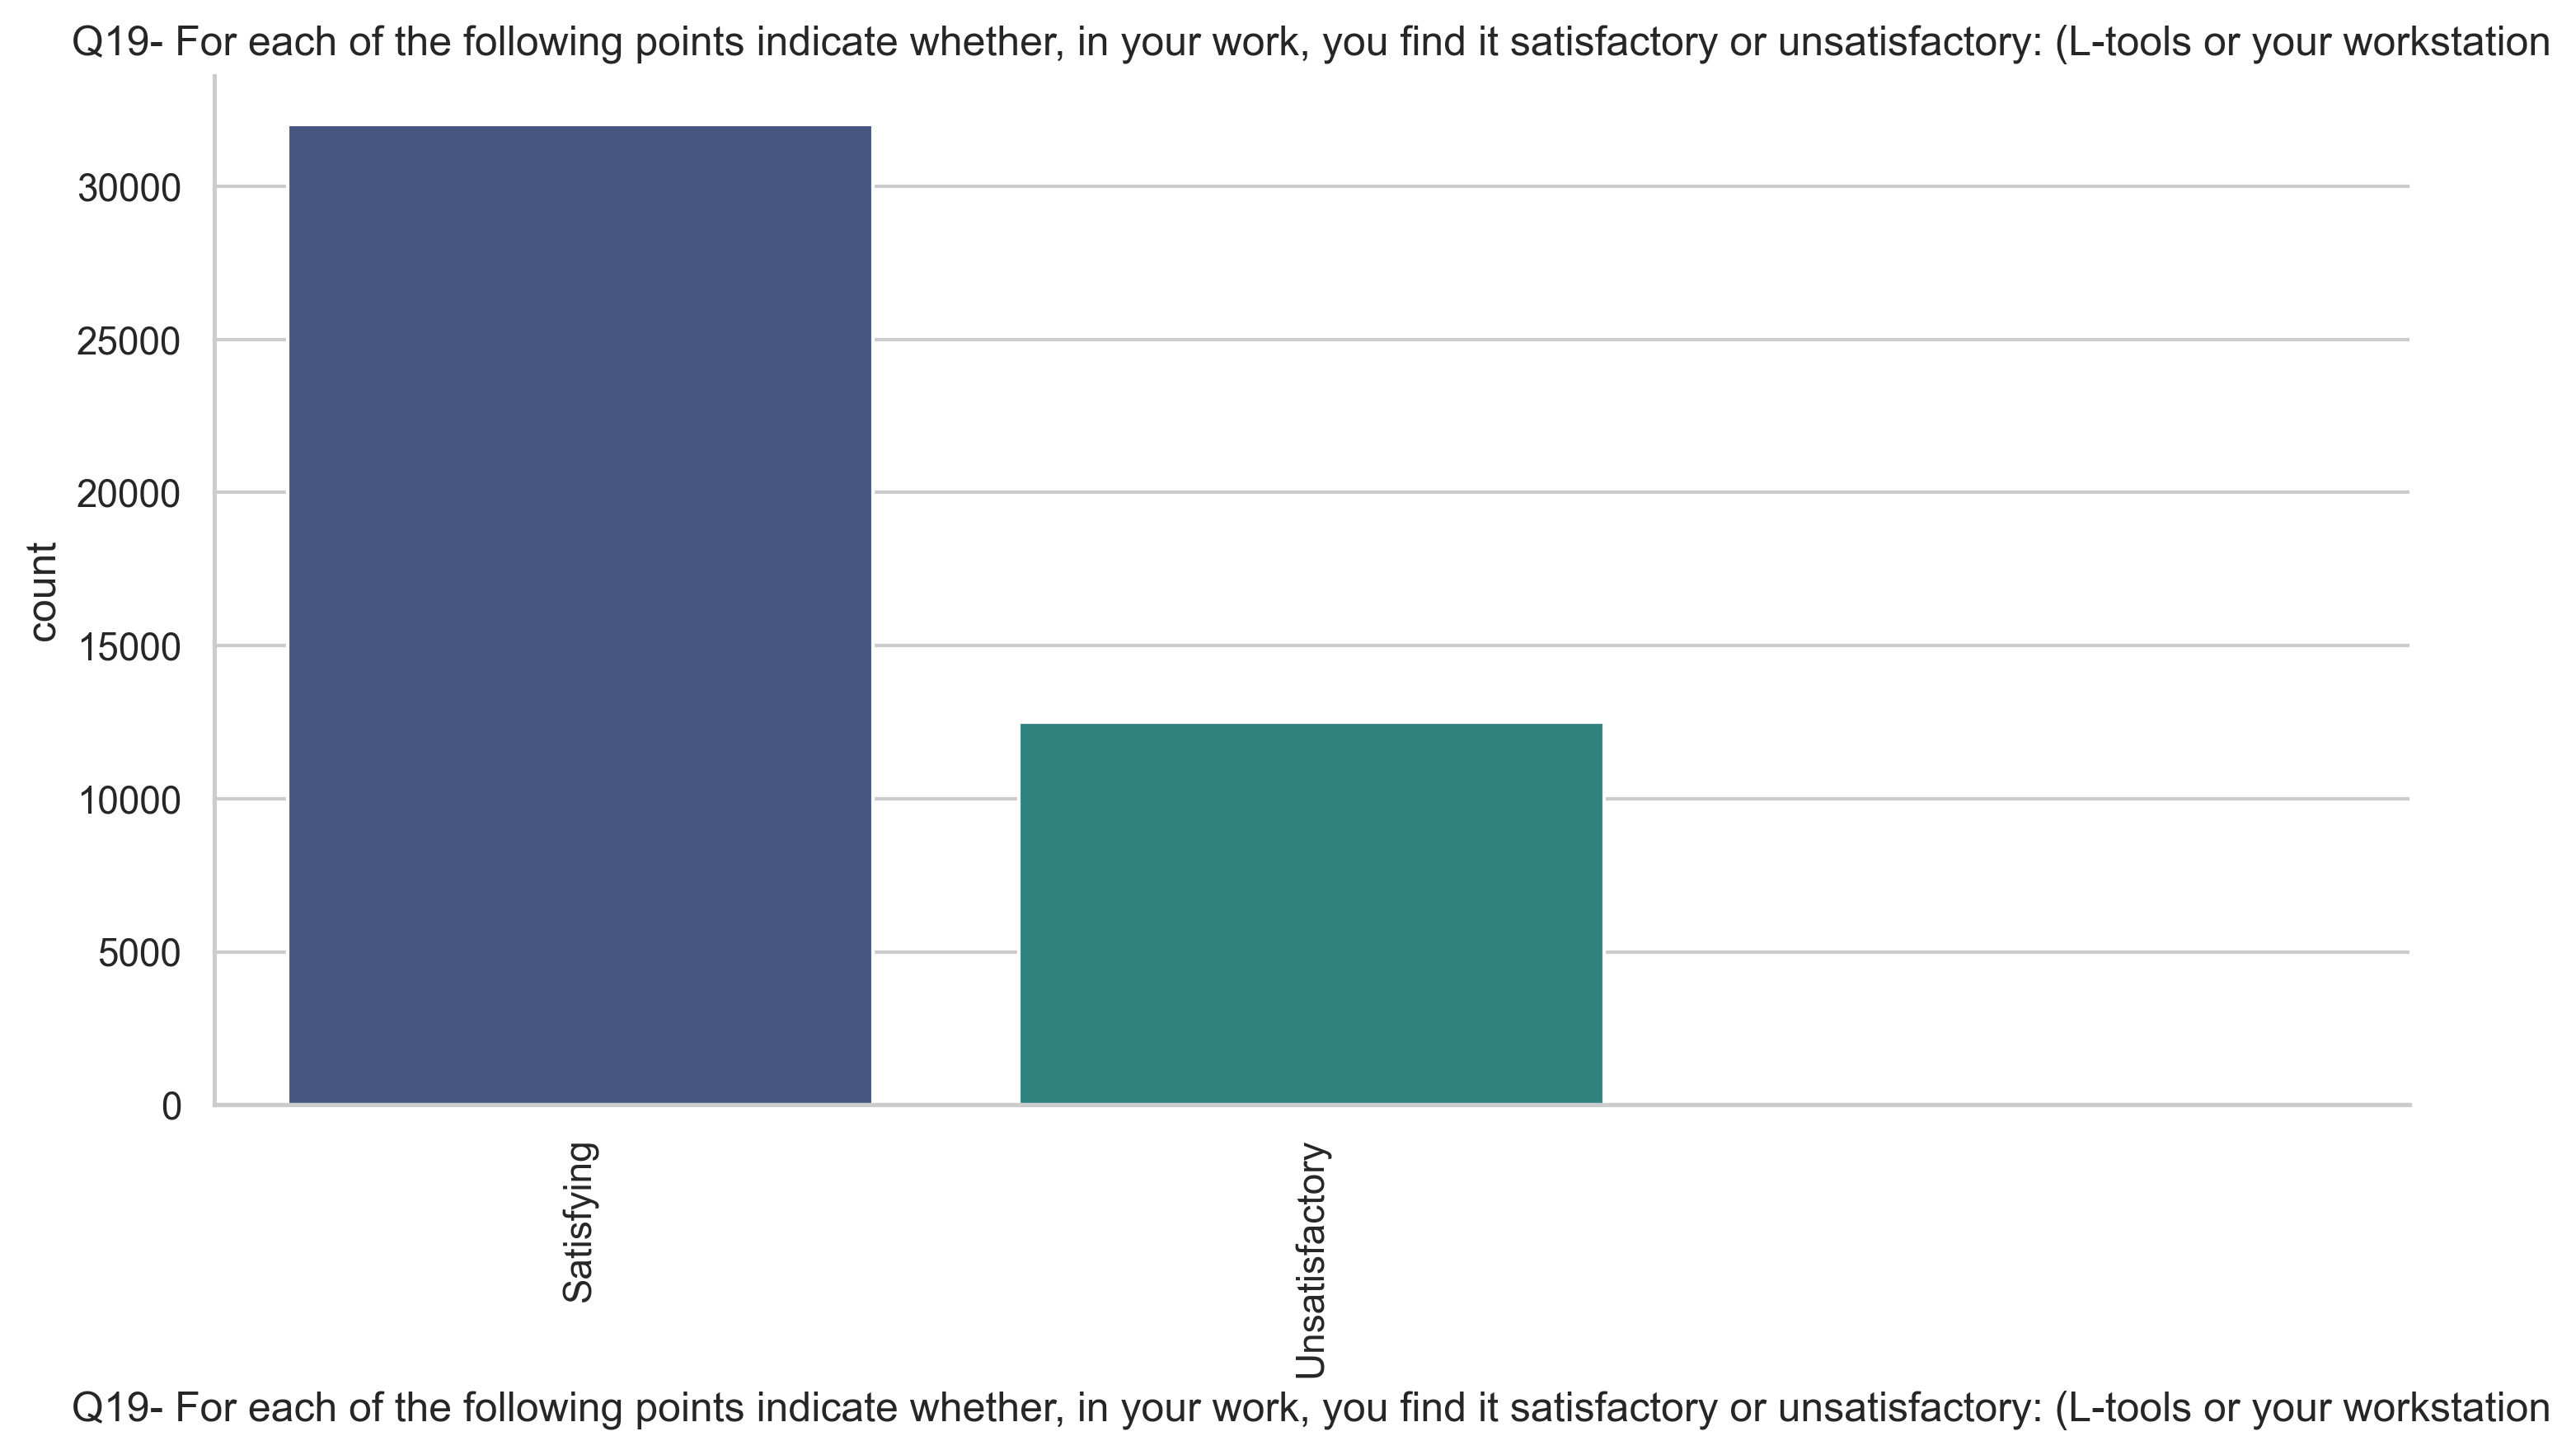 Q19- For each of the following points indicate whether, in your work, you find it satisfactory or unsatisfactory: (L-tools or your workstation
30000
25000
20000
15000
10000
5000
0
count
Satisfying
Unsatisfactory
Q19- For each of the following points indicate whether, in your work, you find it satisfactory or unsatisfactory: (L-tools or your workstation